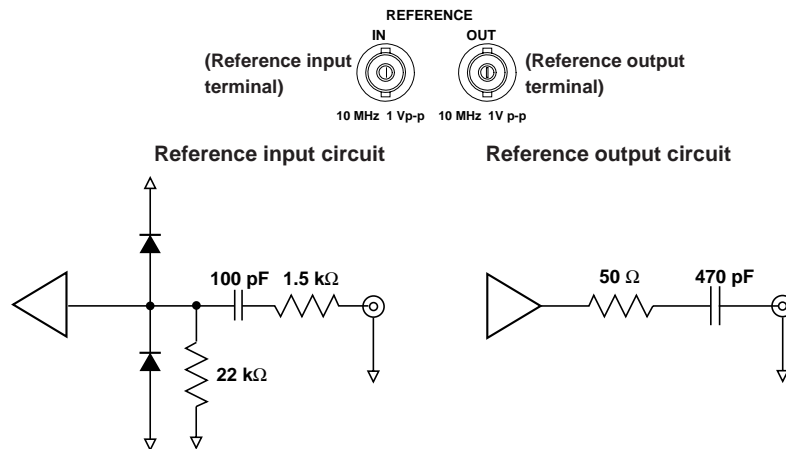 REFERENCE
IN OUT
(Reference input
terminal)
(Reference output
terminal)
10 MHz 1 Vp-p 10 MHz 1V p-p
Reference input circuit Reference output circuit
100 pF 1.5 kΩ 50 Ω 470 pF
22 kΩ